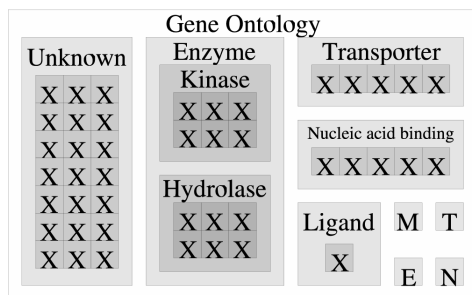 Gene Ontology
Unknown
X X X
X X X
X X X
X X X
X X X
X X X
X X X
Enzyme
Kinase
X X X
X X X
Hydrolase
X X X
X X X
Transporter
X X X X X
Nucleic acid binding
X X X X X
Ligand
X
M T
E N